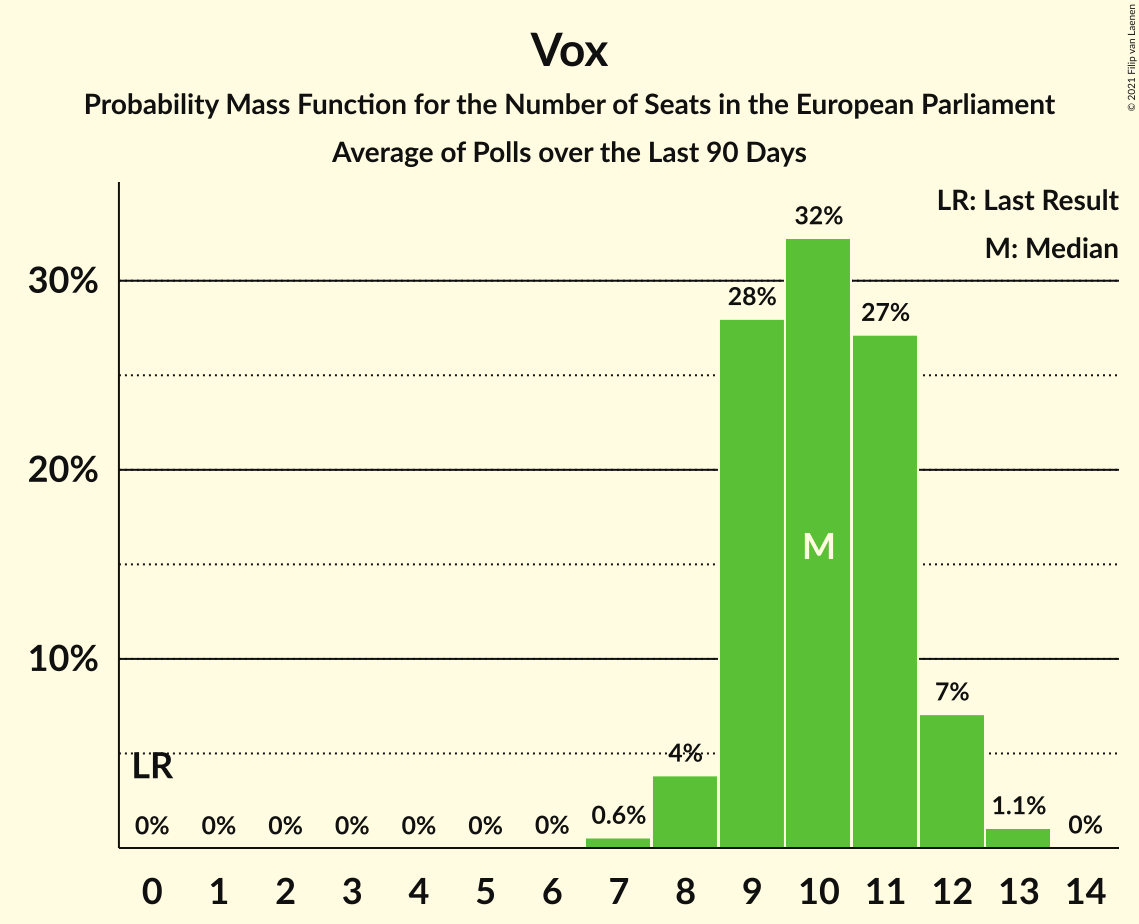 Vox
Probability Mass Function for the Number of Seats in the European Parliament
Average of Polls over the Last 90 Days
© 2021 Filip van Laenen
LR: Last Result
M: Median
30%
20%
10%
LR
M
0% 0% 0% 0% 0% 0% 0% 0.6% 4% 28% 32% 27% 7% 1.1% 0%
0 1 2 3 4 5 6 7 8 9 10 11 12 13 14